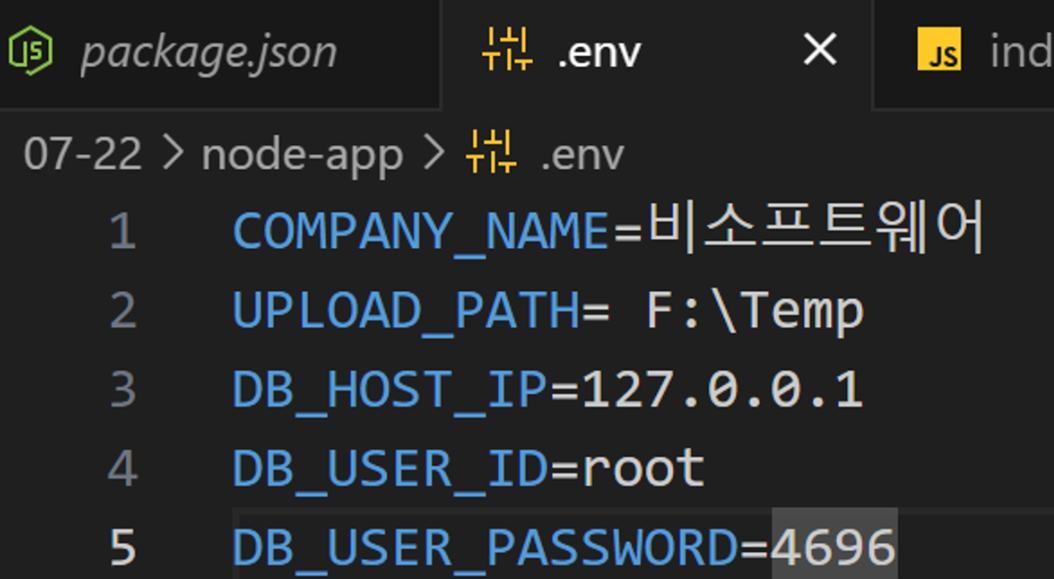 package.json .env ind
07-22 > node-app > .env
1 COMPANY_NAME=비소프트웨어
2 UPLOAD_PATH= F:\Temp
3 DB_HOST_IP=127.0.0.1
4 DB_USER_ID=root
5 DB_USER_PASSWORD=4696